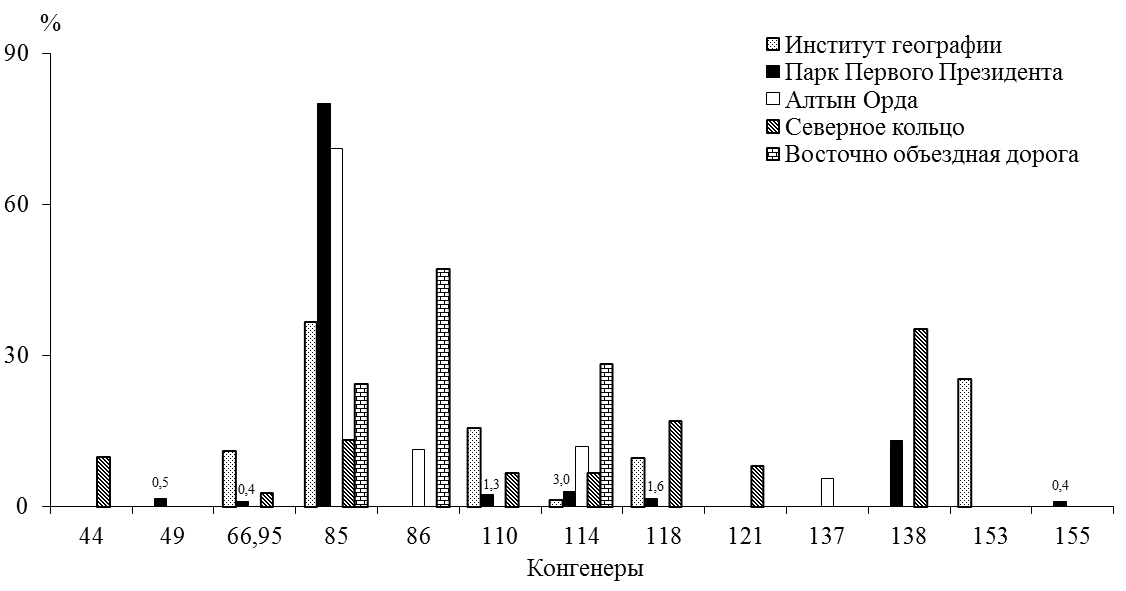 %
90
60
30
0
Институт географии
Парк Первого Президента
Алтын Орда
Северное кольцо
Восточно объездная дорога
0,5
0,4
1,3
3,0
1,6
0,4
44 49 66,95 85 86 110 114 118 121 137 138 153 155
Конгенеры